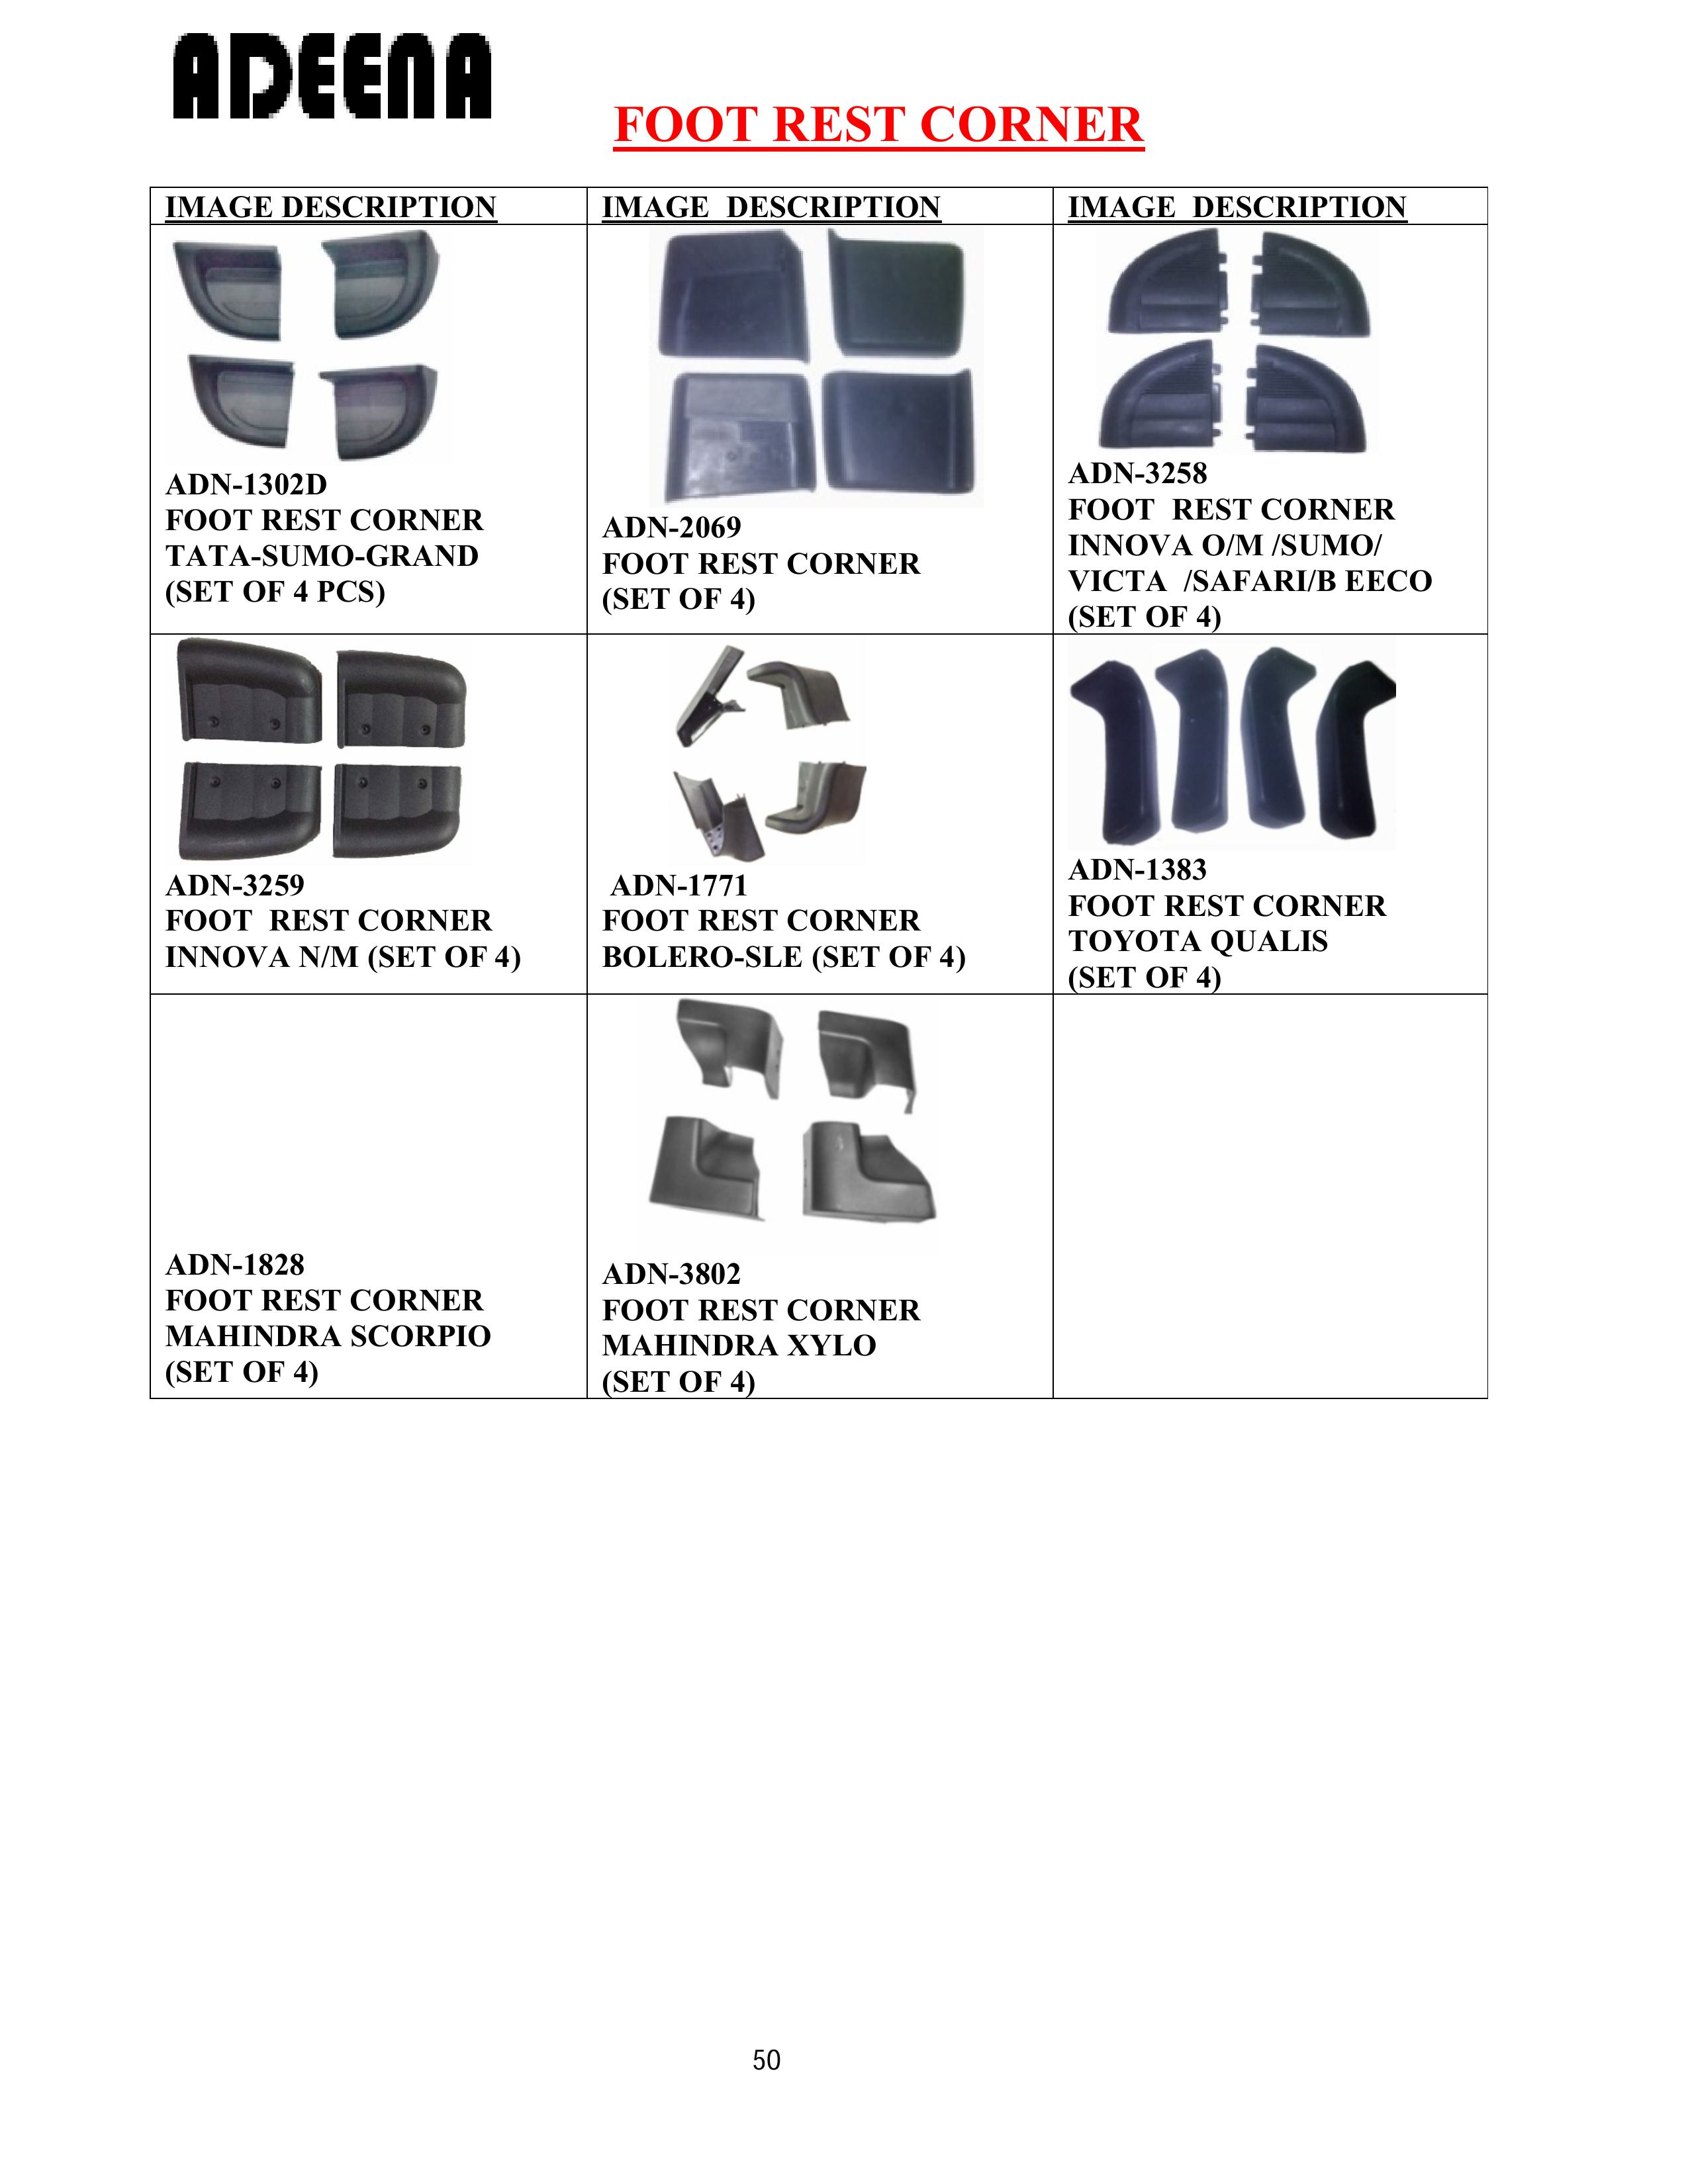 ADEENA
FOOT REST CORNER
IMAGE DESCRIPTION
IMAGE  DESCRIPTION
IMAGE  DESCRIPTION
ADN-1302D
FOOT REST CORNER
TATA-SUMO-GRAND
(SET OF 4 PCS)
ADN-2069
FOOT REST CORNER
(SET OF 4)
ADN-3258
FOOT  REST CORNER
INNOVA O/M /SUMO/
VICTA  /SAFARI/B EECO
(SET OF 4)
ADN-3259
FOOT  REST CORNER
INNOVA N/M (SET OF 4)
ADN-1771
FOOT REST CORNER
BOLERO-SLE (SET OF 4)
ADN-1383
FOOT REST CORNER
TOYOTA QUALIS
(SET OF 4)
ADN-1828
FOOT REST CORNER
MAHINDRA SCORPIO
(SET OF 4)
ADN-3802
FOOT REST CORNER
MAHINDRA XYLO
(SET OF 4)
50